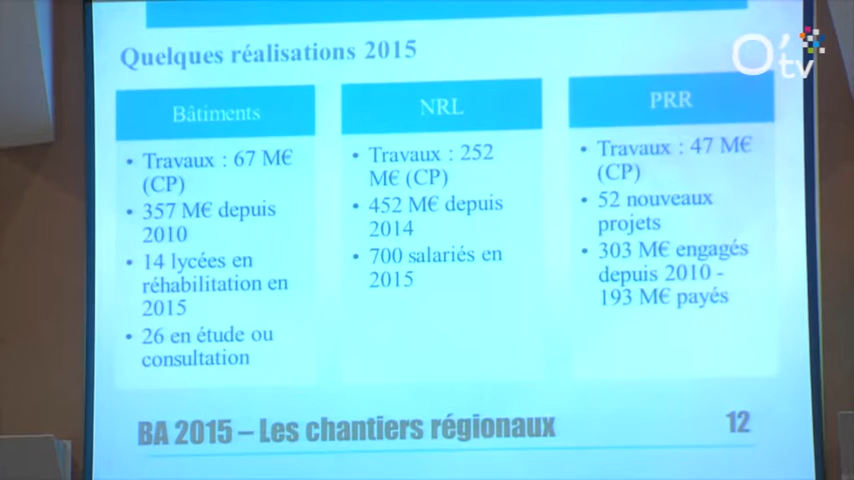 O'tv
Quelques réalisations 2015
Bâtiments
• Travaux : 67 M€
(CP)
• 357 M€ depuis
2010
• 14 lycées en
réhabilitation en
2015
• 26 en étude ou
consultation
NRL
• Travaux : 252
M€ (CP)
• 452 M€ depuis
2014
• 700 salariés en
2015
PRR
• Travaux : 47 M€
(CP)
• 52 nouveaux
projets
• 303 M€ engagés
depuis 2010 -
193 M€ payés
BA 2015 – Les chantiers régionaux
12